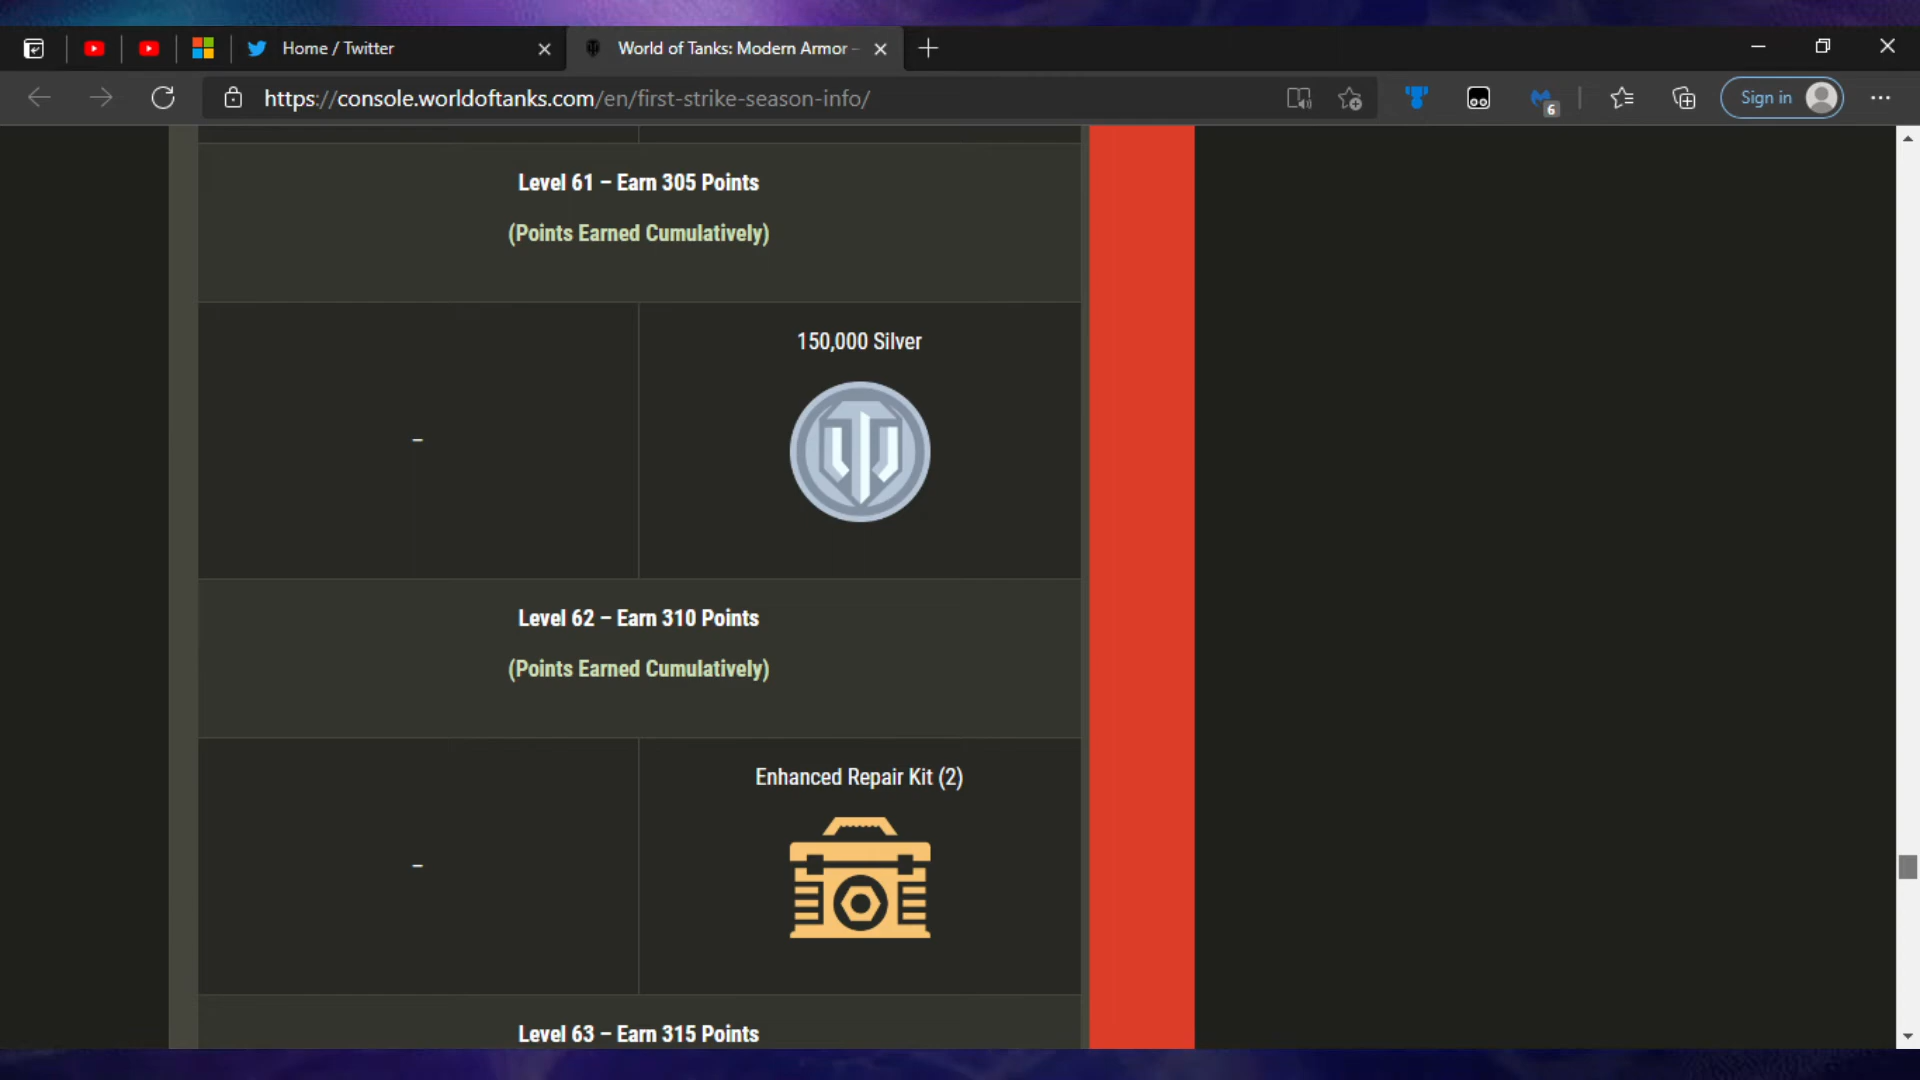 Home / Twitter
World of Tanks: Modern Armor -
https://console.worldoftanks.com/en/first-strike-season-info/
6
Sign in
Level 61 – Earn 305 Points
(Points Earned Cumulatively)
–
150,000 Silver
Level 62 – Earn 310 Points
(Points Earned Cumulatively)
–
Enhanced Repair Kit (2)
Level 63 – Earn 315 Points